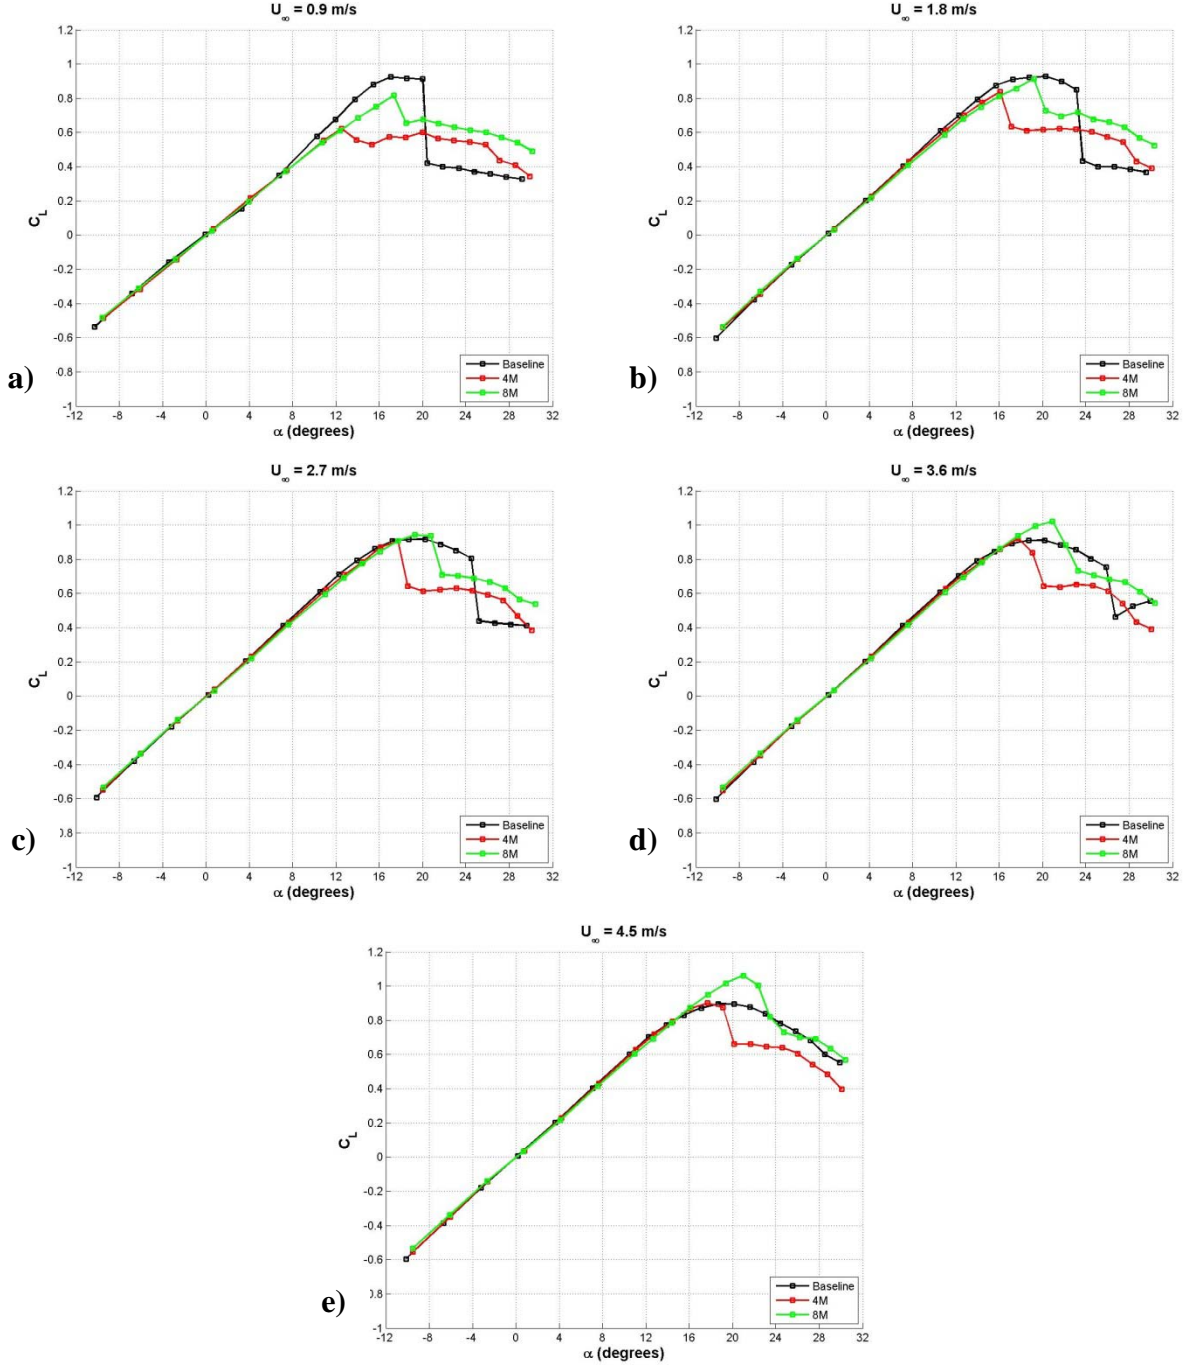 U∞ = 0.9 m/s
1.2
1
0.8
0.6
0.4
0.2
0
-0.2
-0.4
-0.6
0.8
-1
C_L
-12 -8 -4 0 4 8 12 16 20 24 28 32
α (degrees)
Baseline
4M
8M
a)
U∞ = 1.8 m/s
1.2
1
0.8
0.6
0.4
0.2
0
-0.2
-0.4
-0.6
0.8
-1
C_L
-12 -8 -4 0 4 8 12 16 20 24 28 32
α (degrees)
Baseline
4M
8M
b)
U∞ = 2.7 m/s
1.2
1
0.8
0.6
0.4
0.2
0
-0.2
-0.4
-0.6
0.8
-1
C_L
-12 -8 -4 0 4 8 12 16 20 24 28 32
α (degrees)
Baseline
4M
8M
c)
U∞ = 3.6 m/s
1.2
1
0.8
0.6
0.4
0.2
0
-0.2
-0.4
-0.6
0.8
-1
C_L
-12 -8 -4 0 4 8 12 16 20 24 28 32
α (degrees)
Baseline
4M
8M
d)
U∞ = 4.5 m/s
1.2
1
0.8
0.6
0.4
0.2
0
-0.2
-0.4
-0.6
0.8
-1
C_L
-12 -8 -4 0 4 8 12 16 20 24 28 32
α (degrees)
Baseline
4M
8M
e)